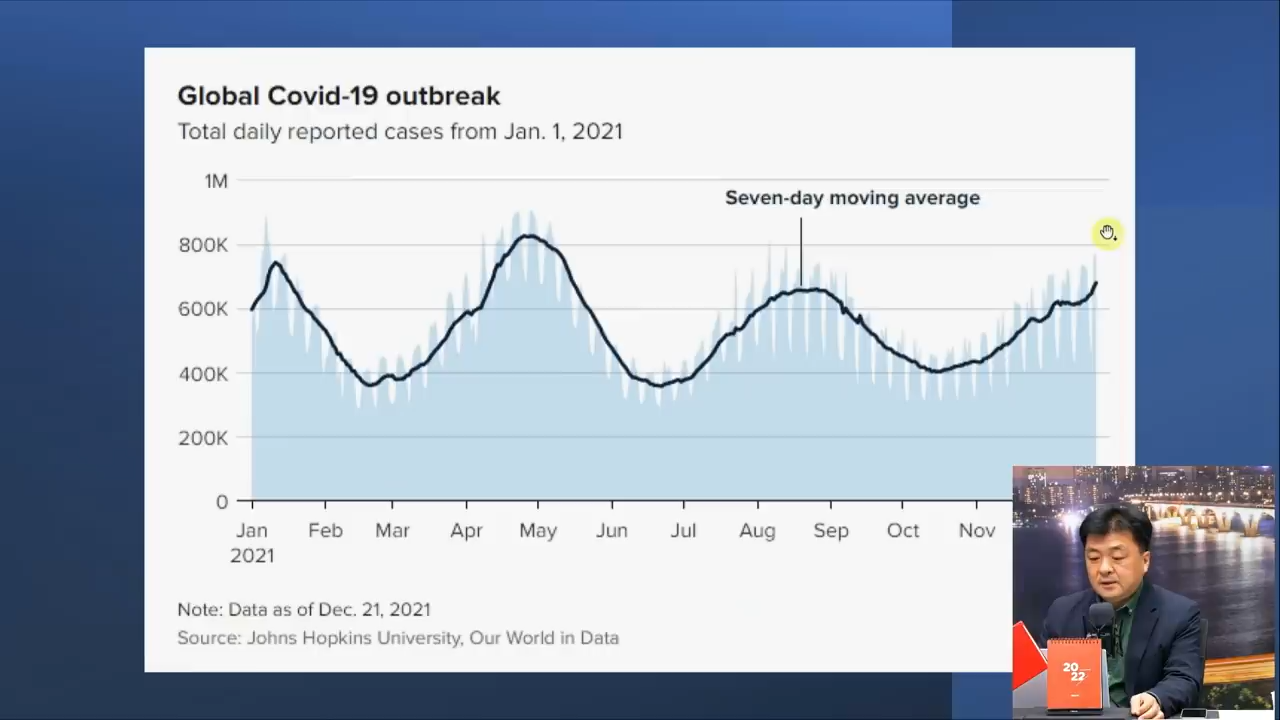 Global Covid-19 outbreak
Total daily reported cases from Jan. 1, 2021
1M
Seven-day moving average
800K
600K
400K
200K
0
Jan Feb Mar Apr May Jun Jul Aug Sep Oct Nov
2021
Note: Data as of Dec. 21, 2021
Source: Johns Hopkins University, Our World in Data
20
22